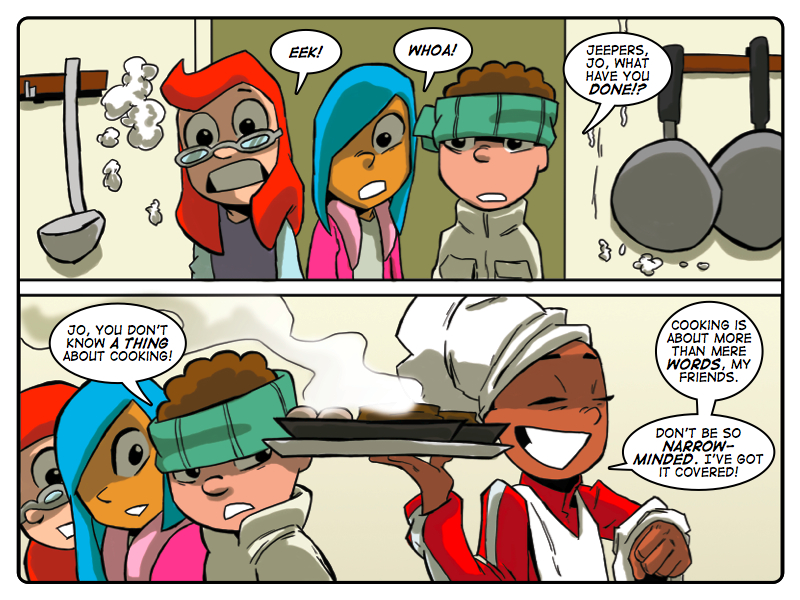 EEK!
WHOA!
JEEPERS,
JO, WHAT
HAVE YOU
DONE!?
JO, YOU DON'T
KNOW A THING
ABOUT COOKING!
COOKING IS
ABOUT MORE
THAN MERE
WORDS, MY
FRIENDS.
DON'T BE SO
NARROW-
MINDED. I'VE GOT
IT COVERED!